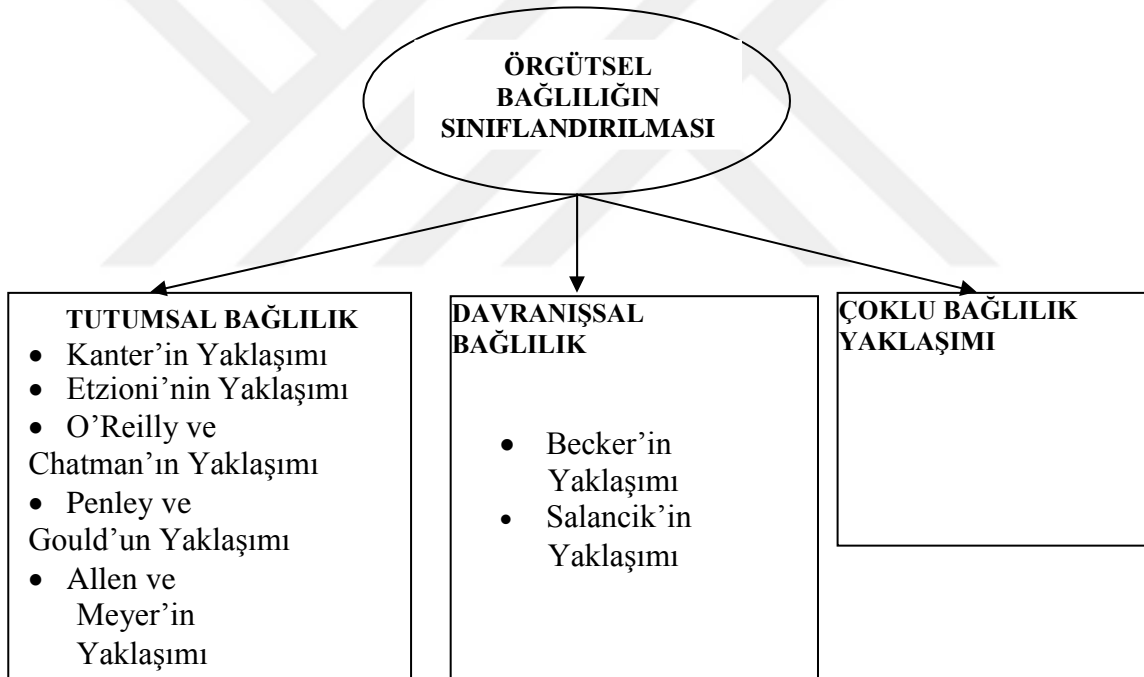 ÖRGÜTSEL
BAĞLILIĞIN
SINIFLANDIRILMASI
TUTUMSAL BAĞLILIK
• Kanter’in Yaklaşımı
• Etzioni’nin Yaklaşımı
• O’Reilly ve
Chatman’ın Yaklaşımı
• Penley ve
Gould’un Yaklaşımı
• Allen ve
Meyer’in
Yaklaşımı
DAVRANIŞSAL
BAĞLILIK
• Becker’in
Yaklaşımı
• Salancik’in
Yaklaşımı
ÇOKLU BAĞLILIK
YAKLAŞIMI